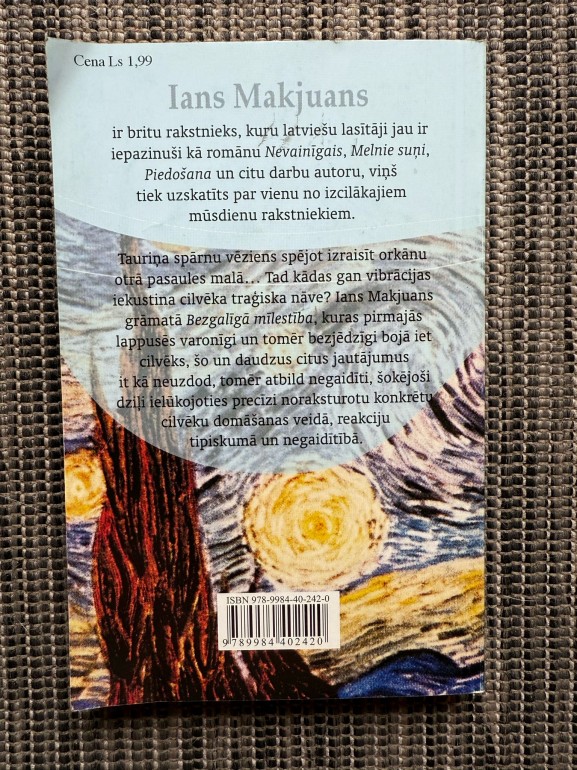 Cena Ls 1,99
Ians Makjuans
ir britu rakstnieks, kuru latviešu lasītāji jau ir
iepazinuši kā romānu Nevainīgais, Melnie suņi,
Piedošana un citu darbu autoru, viņš
tiek uzskatīts par vienu no izcilākajiem
mūsdienu rakstniekiem.
Tauriņa spārnu vēziens spējot izraisīt orkānu
otrā pasaules malā... Tad kādas gan vibrācijas
iekustina cilvēka traģiska nāve? Ians Makjuans
grāmatā Bezgalīgā mīlestība, kuras pirmajās
lappusēs varonīgi un tomēr bezjēdzīgi bojā iet
cilvēks, šo un daudzus citus jautājumus
it kā neuzdod, tomēr atbild negaidīti, šokējoši
dziļi ielūkojoties precīzi noraksturotu konkrētu
cilvēku domāšanas veidā, reakciju
tipiskumā un negaidītībā.
ISBN 978-9984-40-242-0
9 789984 402420